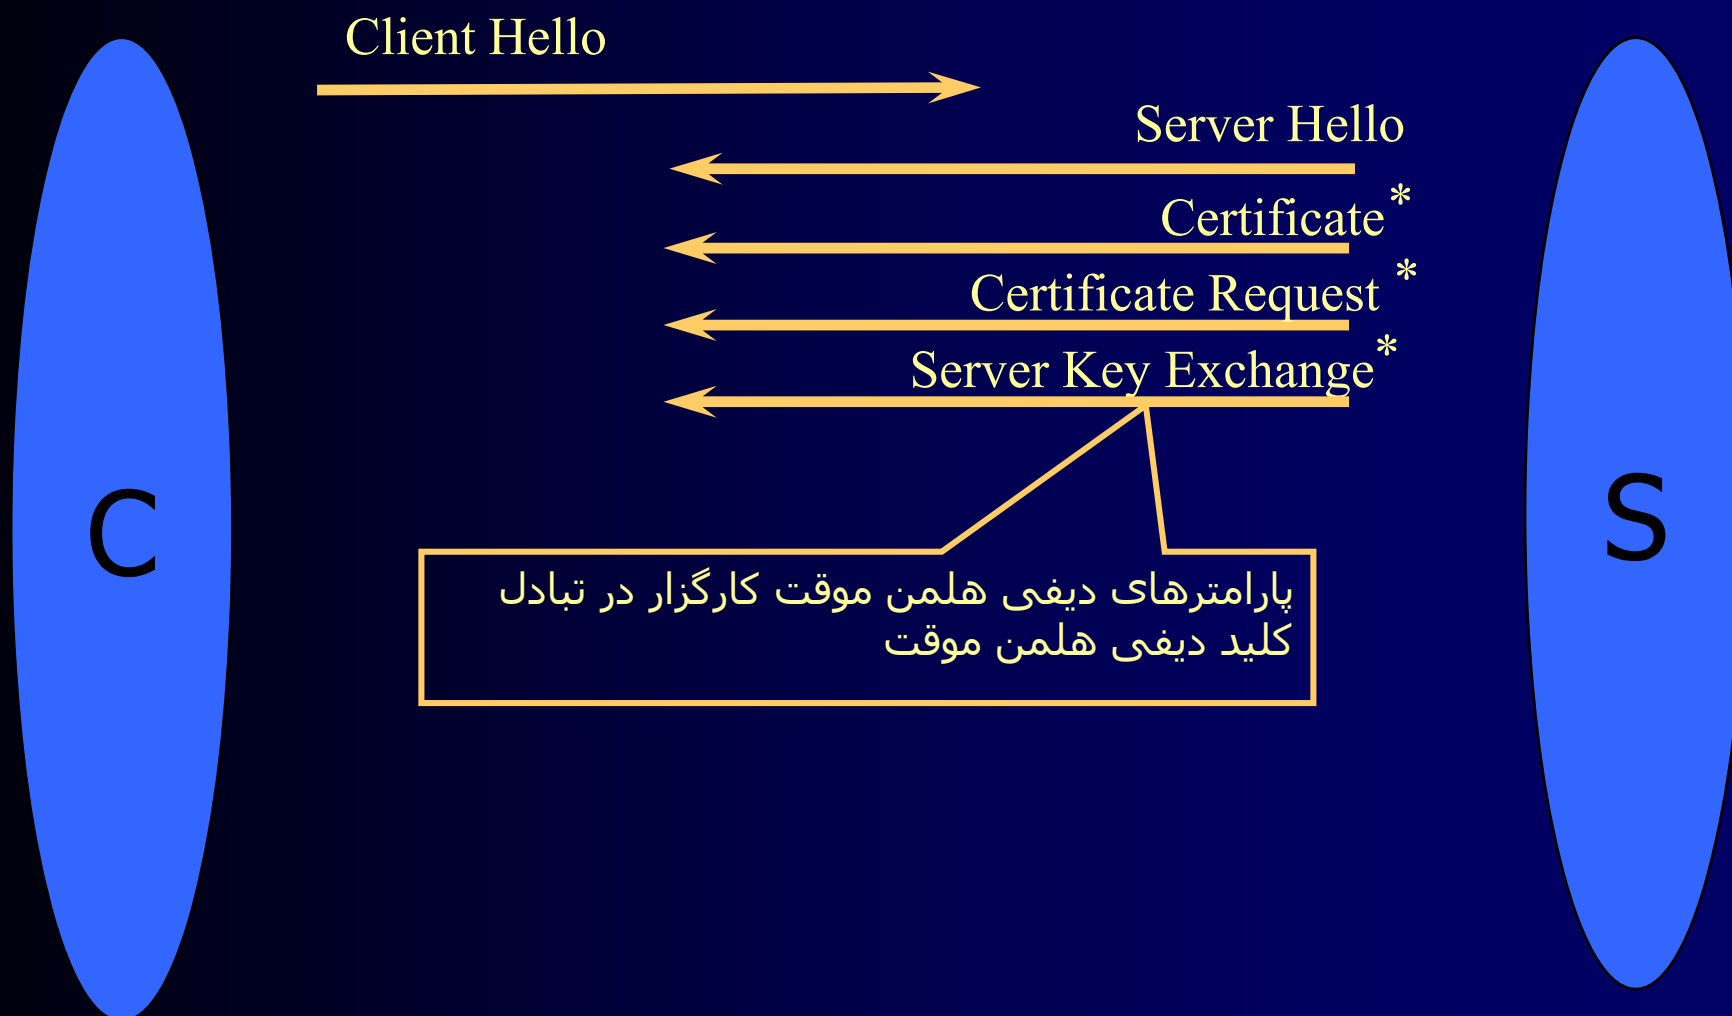 Client Hello
Server Hello
Certificate*
Certificate Request *
Server Key Exchange*
C
S
پارامترهای دیفی هلمن موقت کارگزار در تبادل
کلید دیفی هلمن موقت